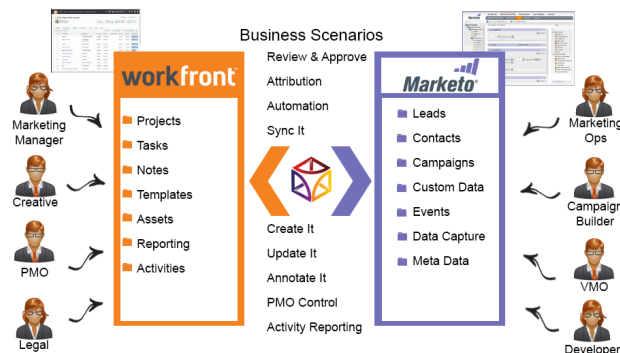 Business Scenarios
Review & Approve
Attribution
Automation
Sync It
Create It
Update It
Annotate It
PMO Control
Activity Reporting
workfront
Projects
Tasks
Notes
Templates
Assets
Reporting
Activities
Marketo
Leads
Contacts
Campaigns
Custom Data
Events
Data Capture
Meta Data
Marketing
Manager
Creative
PMO
Legal
Marketing
Ops
Campaign
Builder
VMO
Developer